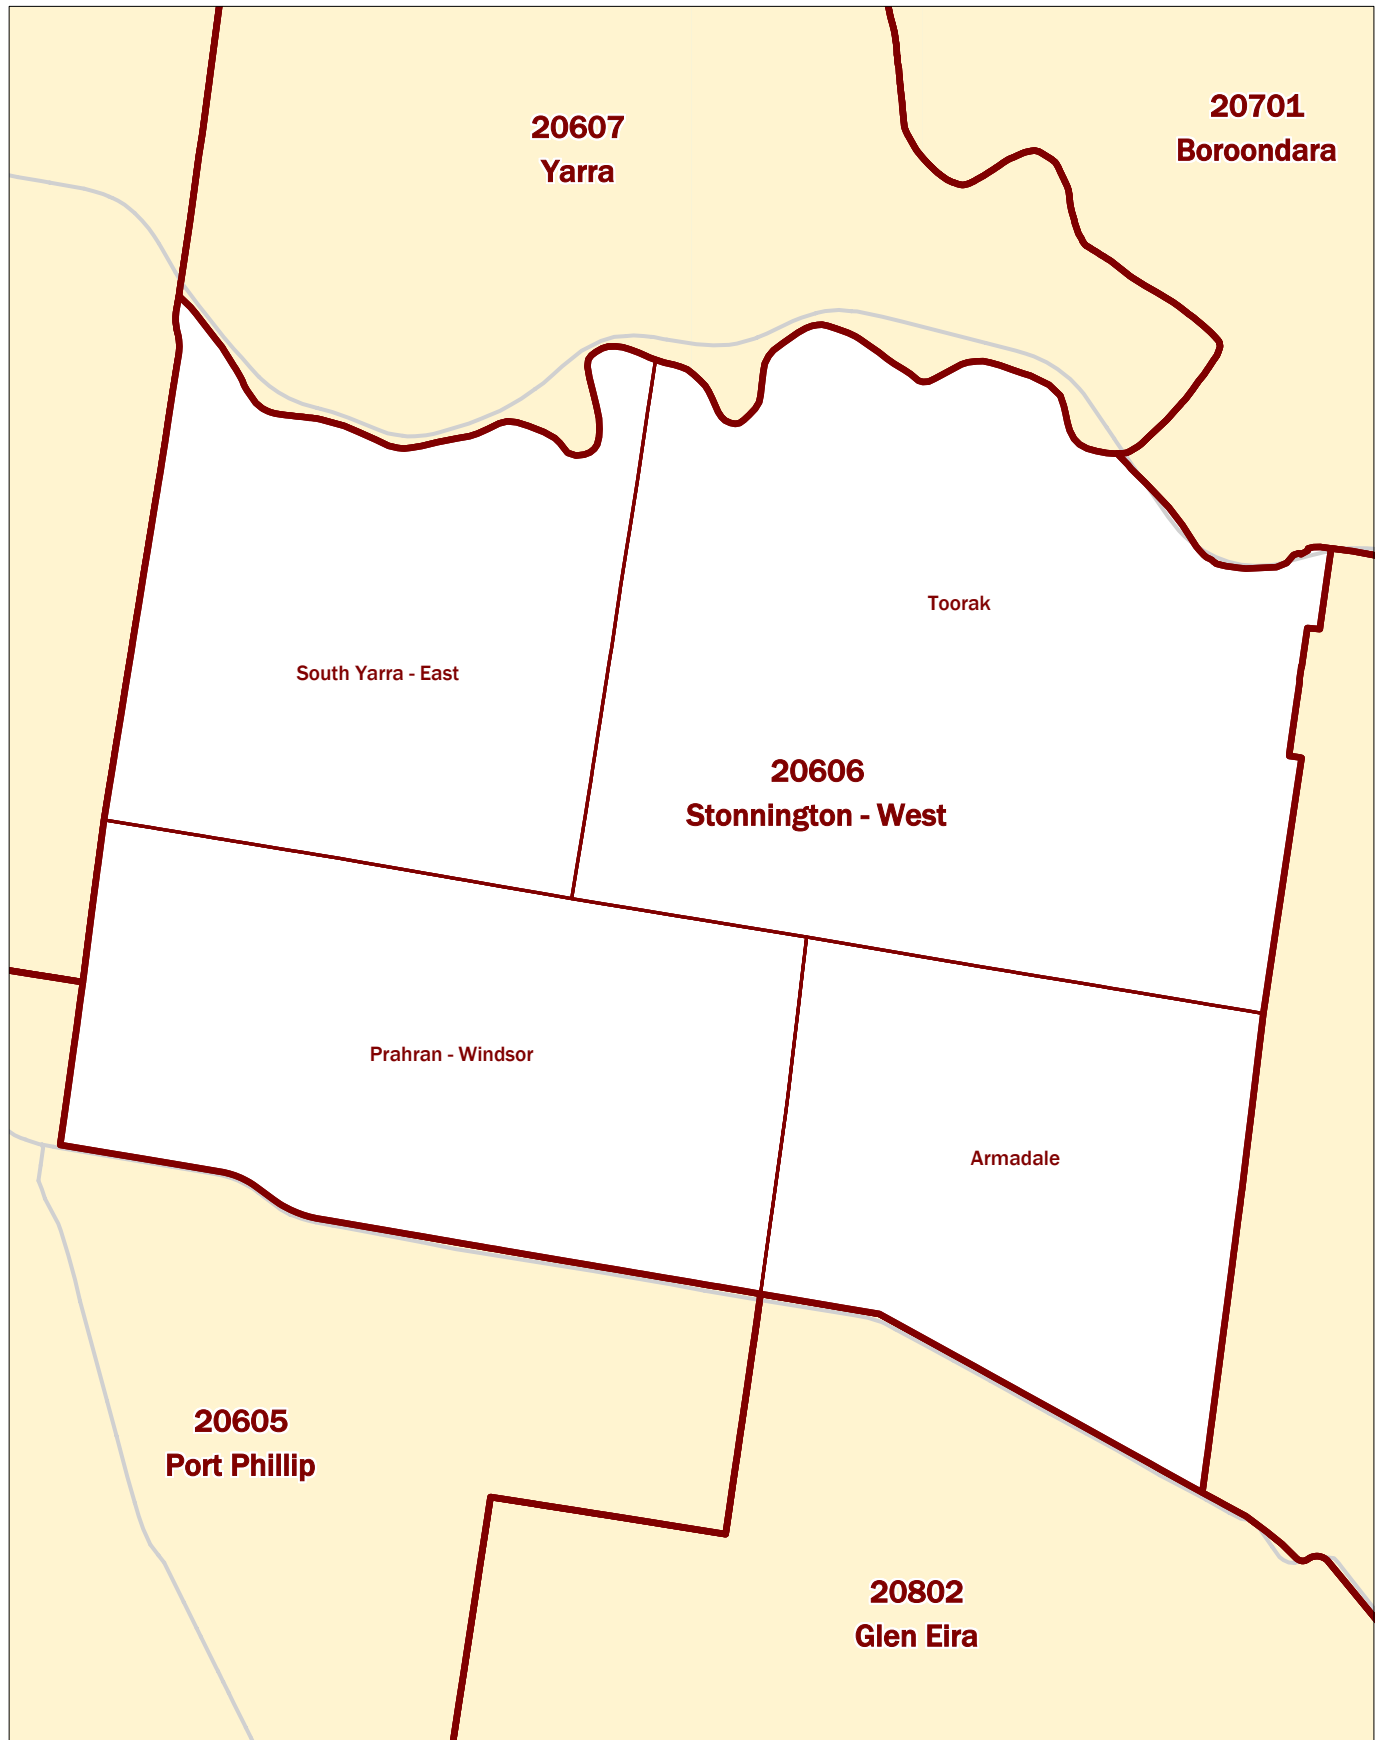 20701
Boroondara
20607
Yarra
Toorak
South Yarra - East
20606
Stonnington - West
Prahran - Windsor
Armadale
20605
Port Phillip
20802
Glen Eira